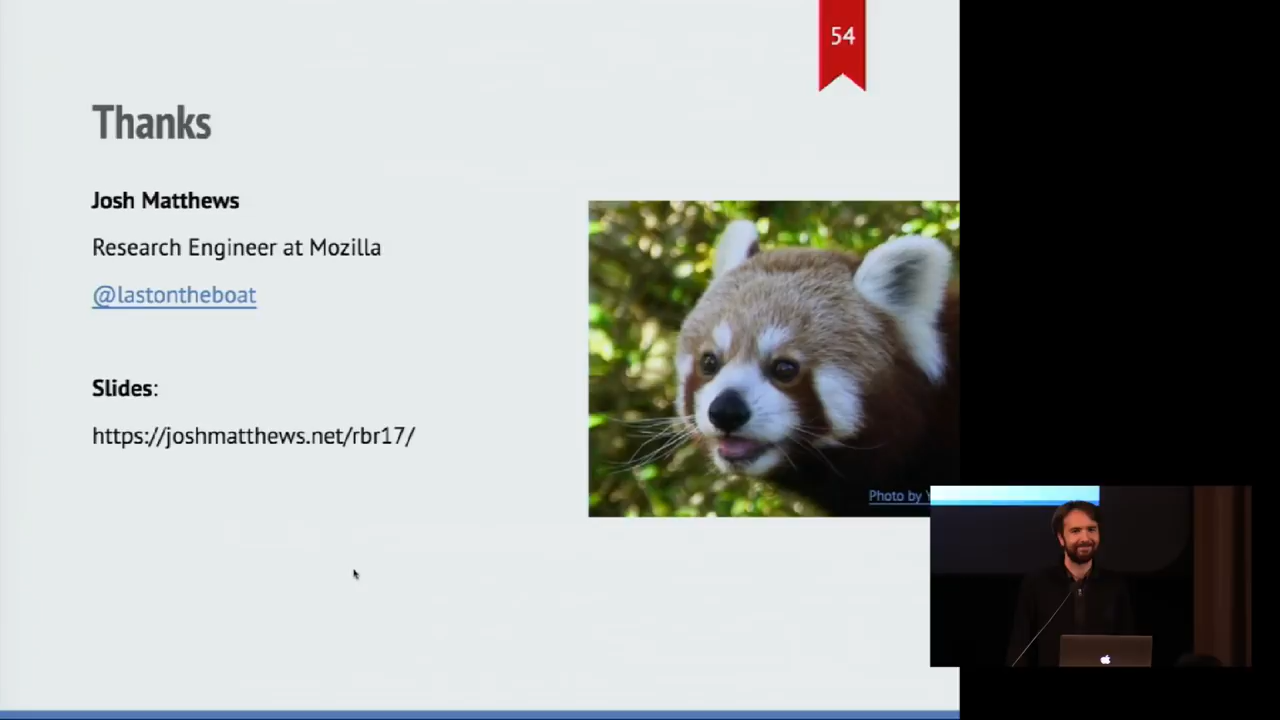 54
Thanks
Josh Matthews
Research Engineer at Mozilla
@lastontheboat
Slides:
https://joshmatthews.net/rbr17/
Photo by